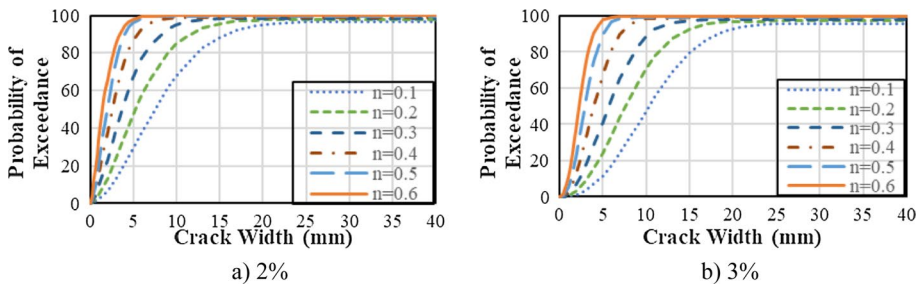 Probability of
Exceedance
100
80
60
40
20
0
n=0.1
n=0.2
n=0.3
n=0.4
n=0.5
n=0.6
0 5 10 15 20 25 30 35 40
Crack Width (mm)
a) 2%
Probability of
Exceedance
100
80
60
40
20
0
n=0.1
n=0.2
n=0.3
n=0.4
n=0.5
n=0.6
0 5 10 15 20 25 30 35 40
Crack Width (mm)
b) 3%